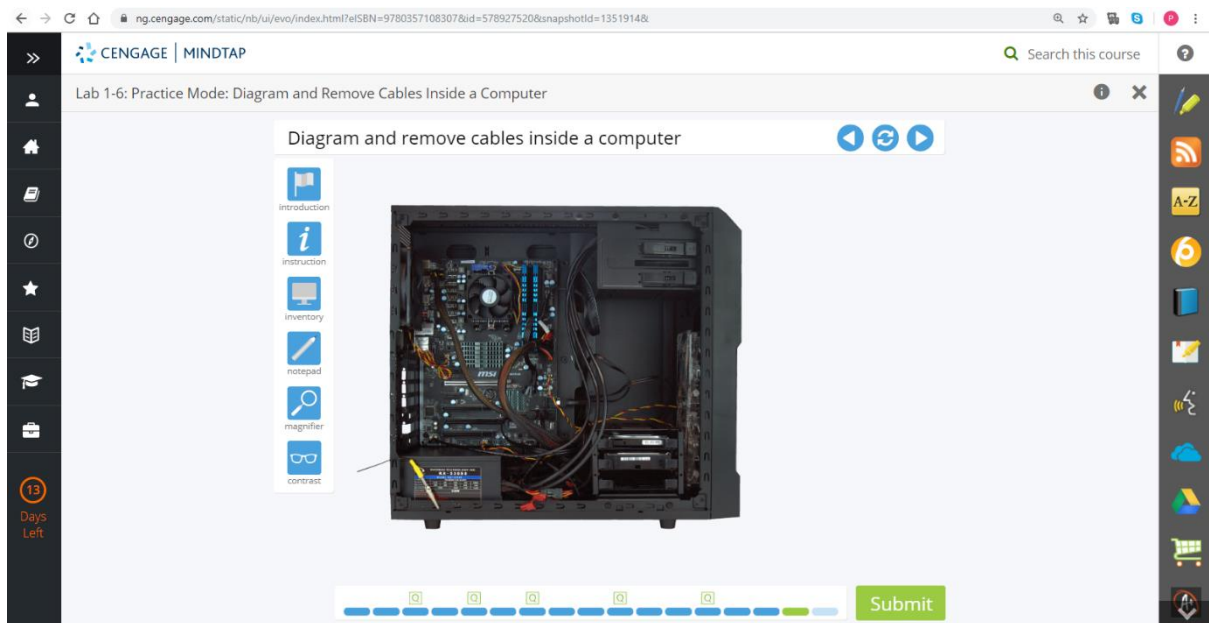 ng.cengage.com/static/nb/ui/evo/index.html?eISBN=9780357108307&id=578927520&snapshotId=1351914&
CENGAGE | MINDTAP
Search this course
Lab 1-6: Practice Mode: Diagram and Remove Cables Inside a Computer
Diagram and remove cables inside a computer
introduction
instruction
inventory
notepad
magnifier
contrast
msi
A-Z
13
Days
Left
Q Q Q Q Q
Submit